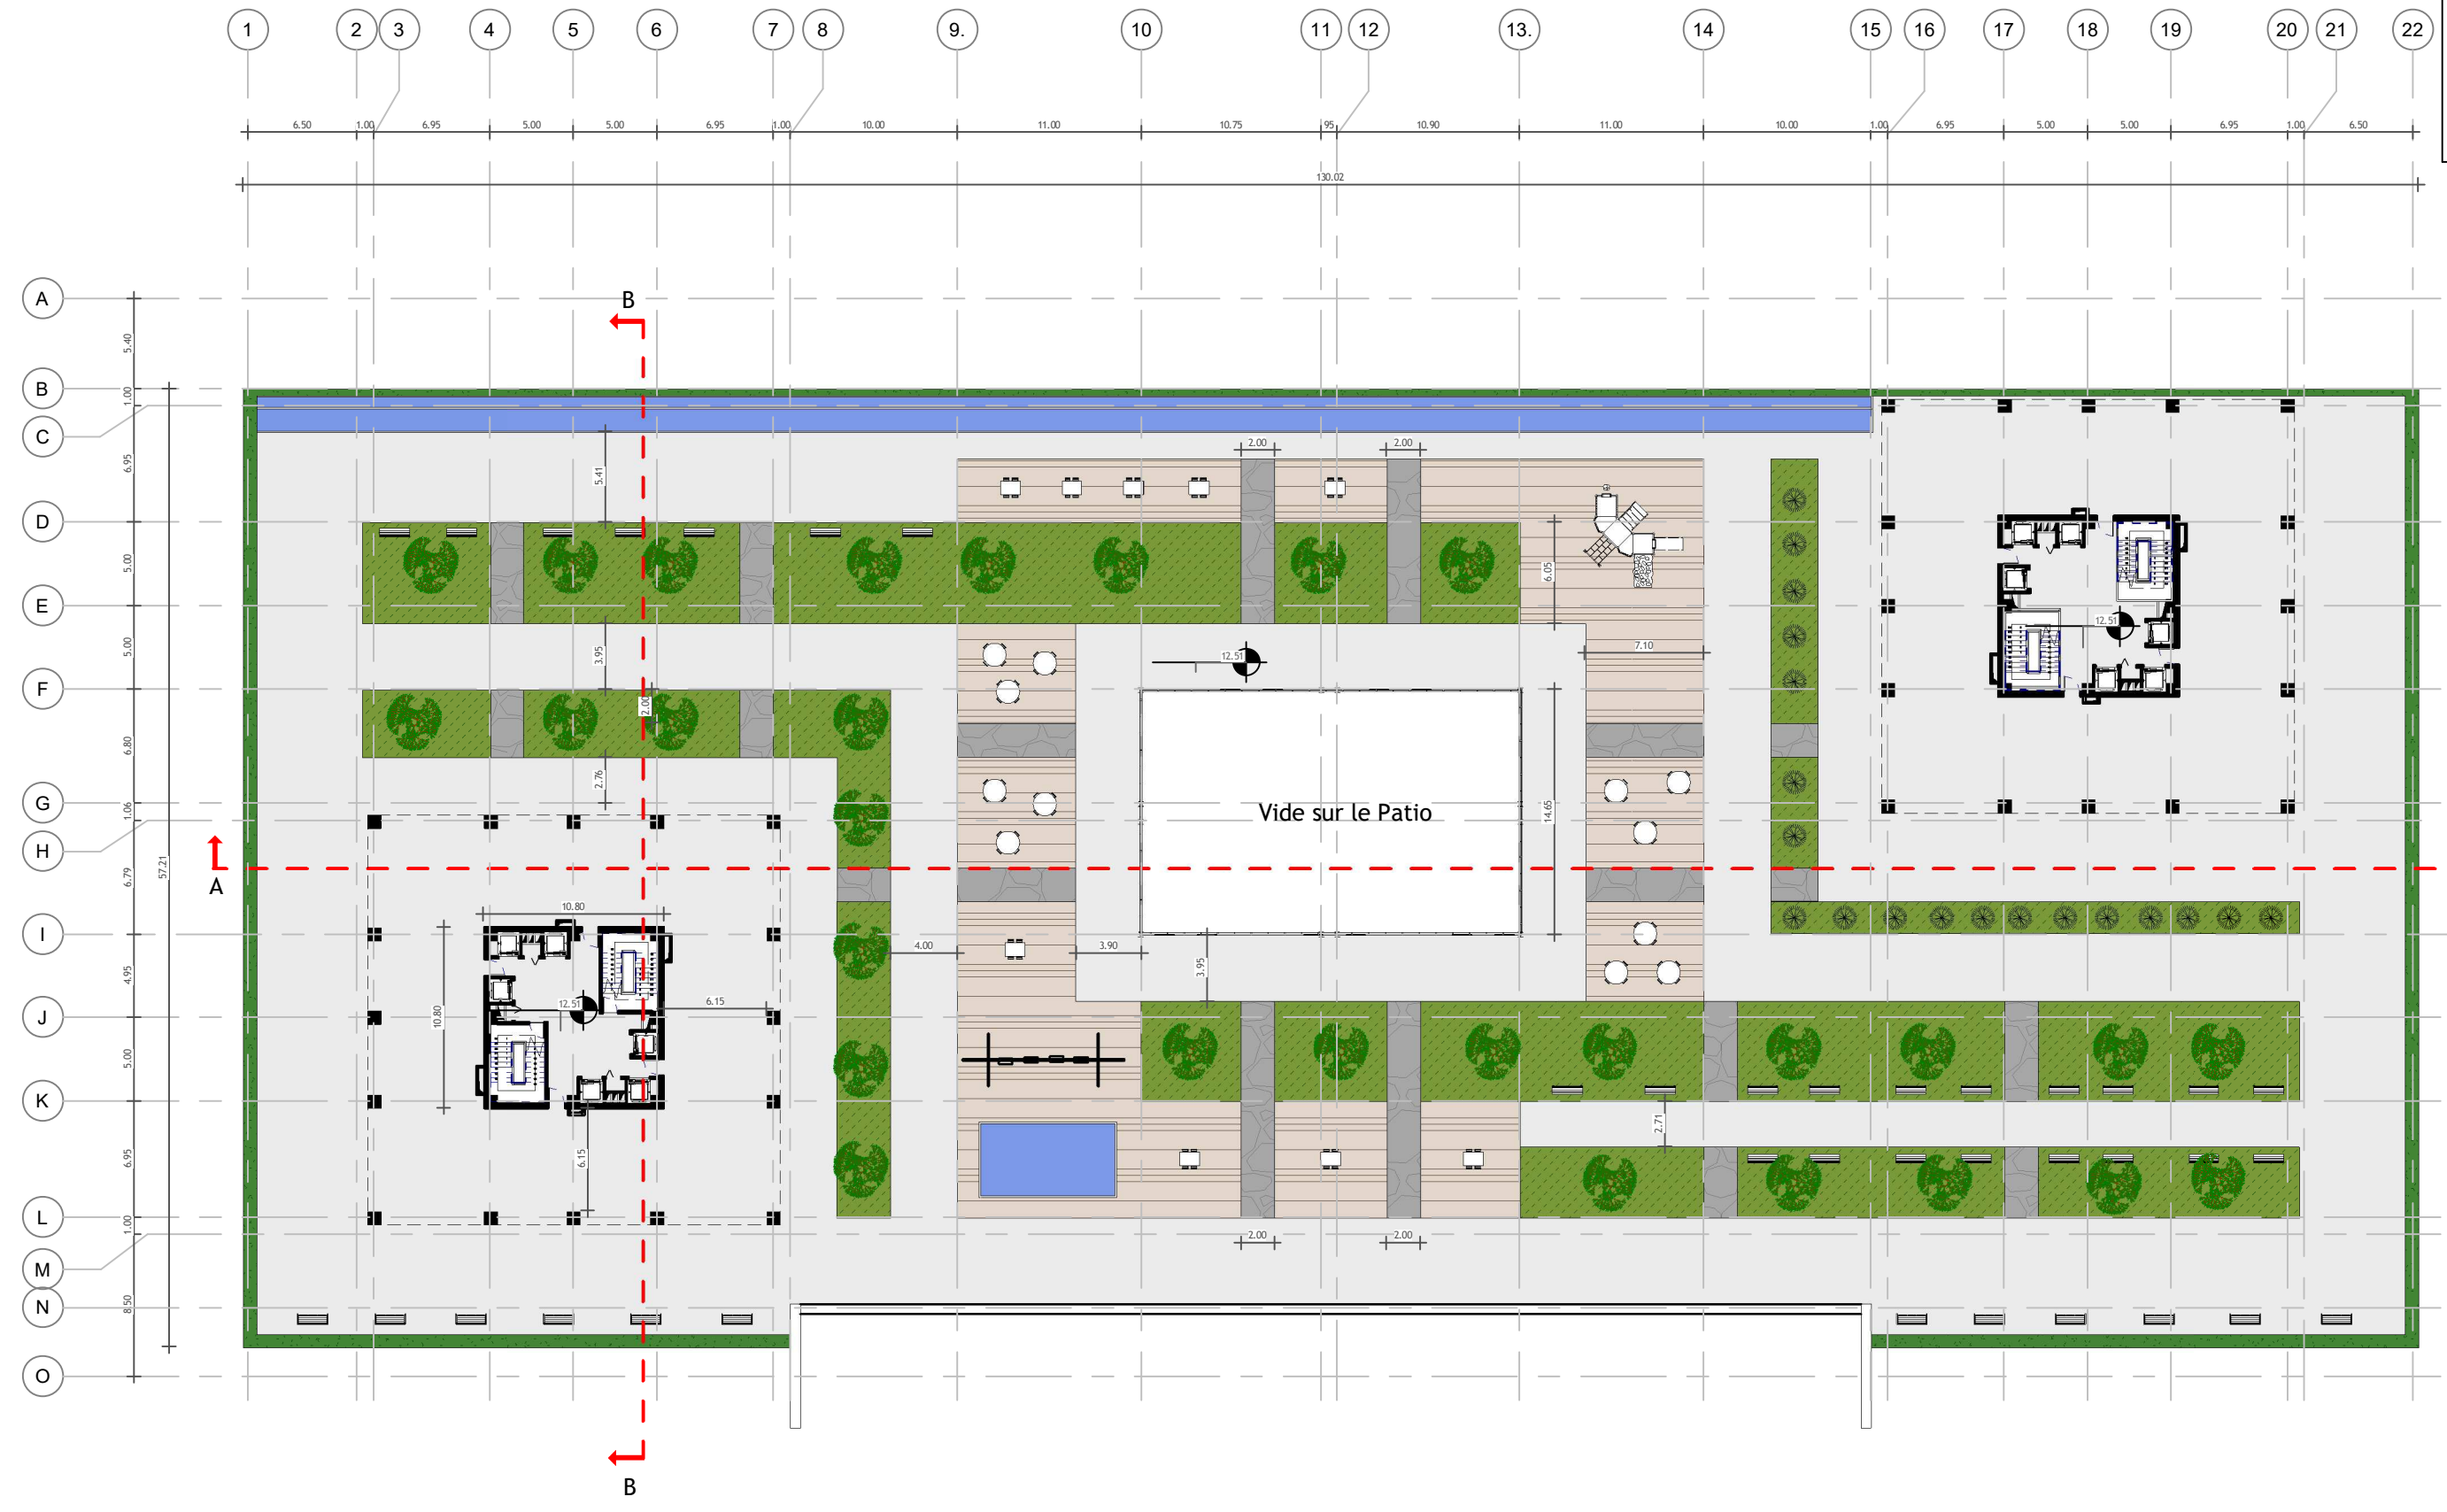 1 2 3 4 5 6 7 8 9. 10 11 12 13. 14 15 16 17 18 19 20 21 22
6.50 1.00 6.95 5.00 5.00 6.95 1.00 10.00 11.00 10.75 95 10.90 11.00 10.00 1.00 6.95 5.00 5.00 6.95 1.00 6.50
130.02
A
B
5.40
B
1.00
C
2.00 2.00
6.95
5.41
D
5.00
6.05
E
12.51
5.00
3.95
7.10
12.51
F
2.00
6.80
2.76
G
1.06
Vide sur le Patio
14.65
H
57.21
6.79
A
10.80
I
4.00 3.90
3.95
4.95
12.51
6.15
10.80
J
5.00
K
2.71
6.95
6.15
L
1.00
2.00 2.00
M
N
8.50
O
B